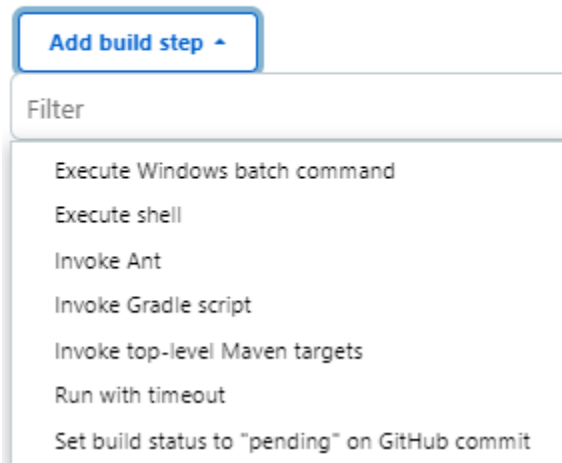 Add build step
Filter
Execute Windows batch command
Execute shell
Invoke Ant
Invoke Gradle script
Invoke top-level Maven targets
Run with timeout
Set build status to "pending" on GitHub commit